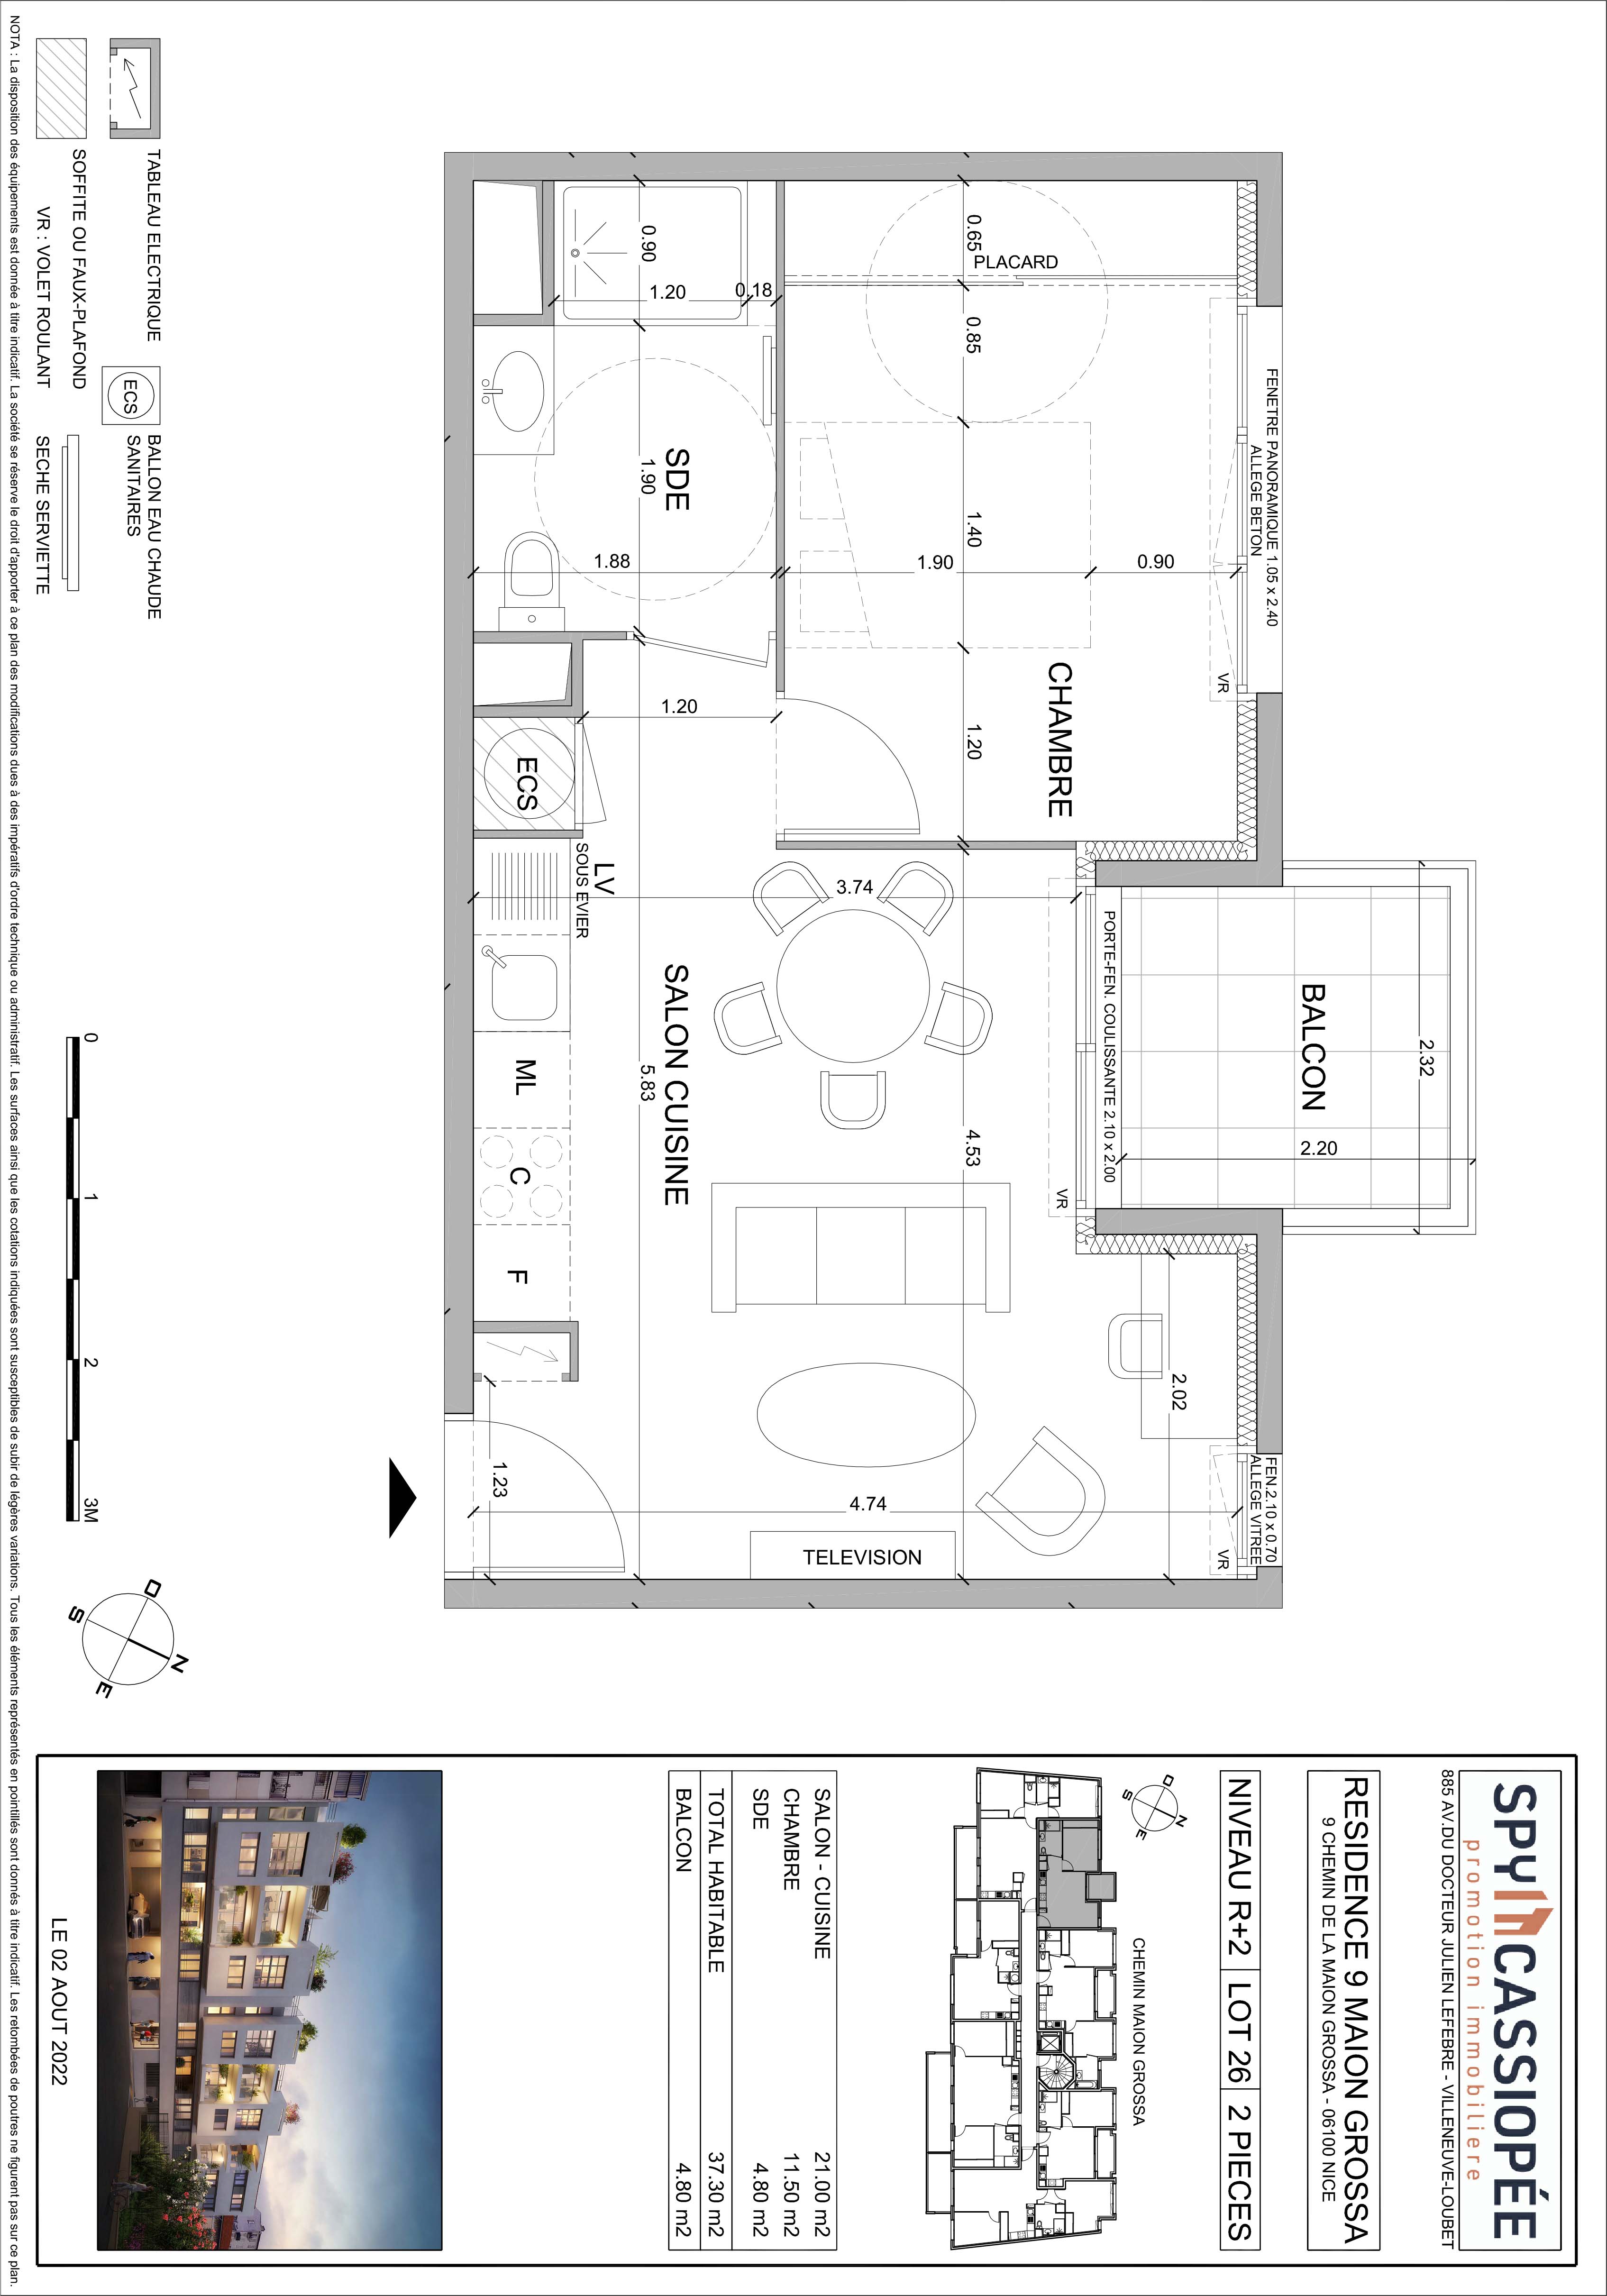 2.32
BALCON
2.20
FENETRE PANORAMIQUE 1.05 x 2.40
ALLEGE BETON
VR
FEN.2.10 x 0.70
ALLEGE VITREE
VR
0.90
2.02
PORTE-FEN. COULISSANTE 2.10 x 2.00
VR
CHAMBRE
PLACARD
0.65
0.85
1.40
1.20
4.53
1.90
3.74
4.74
TELEVISION
0.18
1.20
SDE
0.90
1.90
1.88
1.20
SALON CUISINE
5.83
LV
SOUS EVIER
ECS
ML
C
F
1.23
TABLEAU ELECTRIQUE
ECS
BALLON EAU CHAUDE
SANITAIRES
SOFFITE OU FAUX-PLAFOND
VR : VOLET ROULANT
SECHE SERVIETTE
0 1 2 3M
N
O
E
S
SPY CASSIOPÉE
promotion immobiliere
885 AV.DU DOCTEUR JULIEN LEFEBRE - VILLENEUVE-LOUBET
RESIDENCE 9 MAION GROSSA
9 CHEMIN DE LA MAION GROSSA - 06100 NICE
NIVEAU R+2 LOT 26 2 PIECES
N
O
E
S
CHEMIN MAION GROSSA
SALON - CUISINE 21.00 m2
CHAMBRE 11.50 m2
SDE 4.80 m2
TOTAL HABITABLE 37.30 m2
BALCON 4.80 m2
LE 02 AOUT 2022
NOTA : La disposition des équipements est donnée à titre indicatif. La société se réserve le droit d'apporter à ce plan des modifications dues à des impératifs d'ordre technique ou administratif. Les surfaces ainsi que les cotations indiquées sont susceptibles de subir de légères variations. Tous les éléments représentés en pointillés sont donnés à titre indicatif. Les retombées de poutres ne figurent pas sur ce plan.